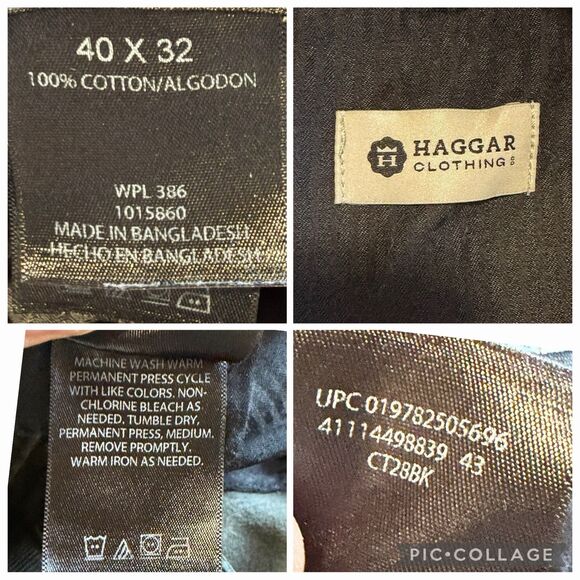 40 X 32
100% COTTON/ALGODON
WPL 386
1015860
MADE IN BANGLADESH
HECHO EN BANGLADESH
H HAGGAR
CLOTHING CO
MACHINE WASH WARM
PERMANENT PRESS CYCLE
WITH LIKE COLORS. NON-
CHLORINE BLEACH AS
NEEDED. TUMBLE DRY,
PERMANENT PRESS, MEDIUM.
REMOVE PROMPTLY.
WARM IRON AS NEEDED.
UPC 019782505696
41114498839 43
CT28BK
PIC•COLLAGE